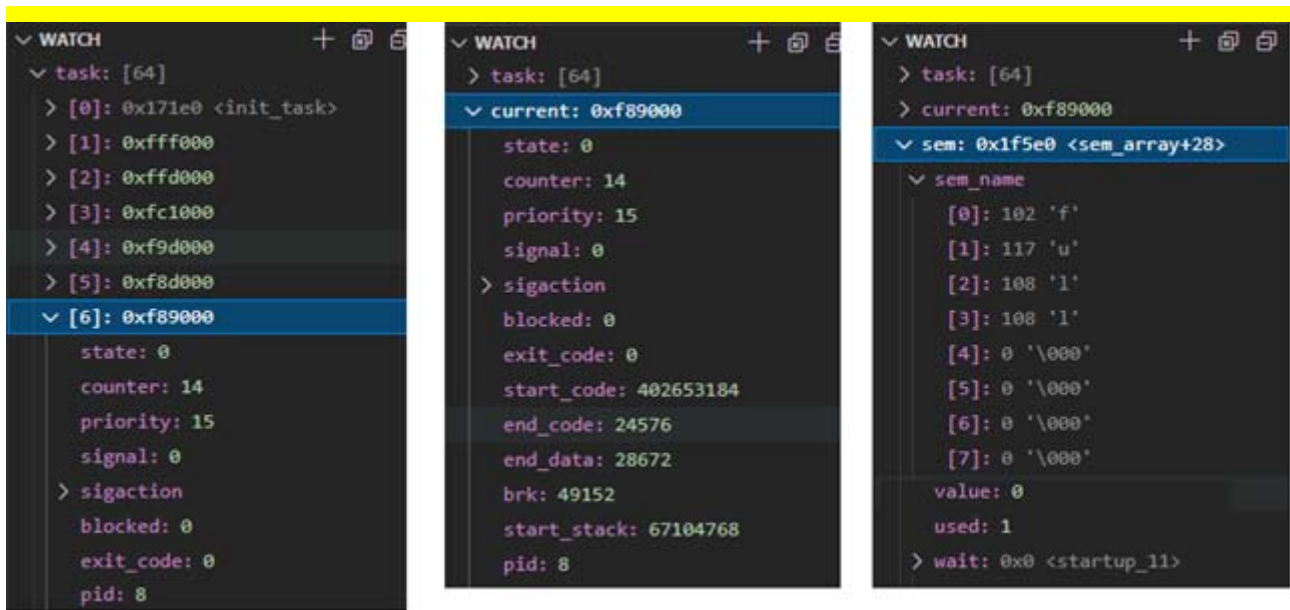 WATCH
task: [64]
[0]: 0x171e0 <init_task>
[1]: 0xfff000
[2]: 0xffd000
[3]: 0xfc1000
[4]: 0xf9d000
[5]: 0xf8d000
[6]: 0xf89000
state: 0
counter: 14
priority: 15
signal: 0
sigaction
blocked: 0
exit_code: 0
pid: 8
WATCH
task: [64]
current: 0xf89000
state: 0
counter: 14
priority: 15
signal: 0
sigaction
blocked: 0
exit_code: 0
start_code: 402653184
end_code: 24576
end_data: 28672
brk: 49152
start_stack: 67104768
pid: 8
WATCH
task: [64]
current: 0xf89000
sem: 0x1f5e0 <sem_array+28>
sem_name
[0]: 102 'f'
[1]: 117 'u'
[2]: 108 'l'
[3]: 108 'l'
[4]: 0 '\000'
[5]: 0 '\000'
[6]: 0 '\000'
[7]: 0 '\000'
value: 0
used: 1
wait: 0x0 <startup_11>